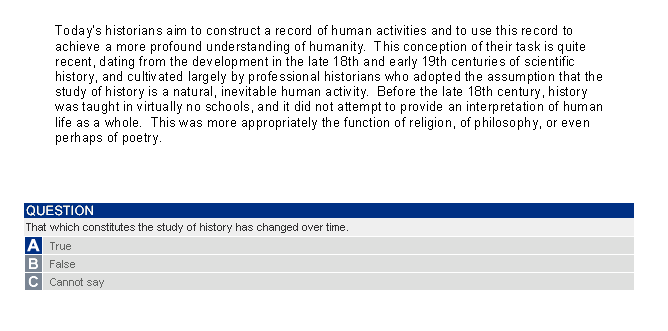 Today's historians aim to construct a record of human activities and to use this record to
achieve a more profound understanding of humanity.  This conception of their task is quite
recent, dating from the development in the late 18th and early 19th centuries of scientific
history, and cultivated largely by professional historians who adopted the assumption that the
study of history is a natural, inevitable human activity.  Before the late 18th century, history
was taught in virtually no schools, and it did not attempt to provide an interpretation of human
life as a whole.  This was more appropriately the function of religion, of philosophy, or even
perhaps of poetry.
QUESTION
That which constitutes the study of history has changed over time.
A True
B False
C Cannot say